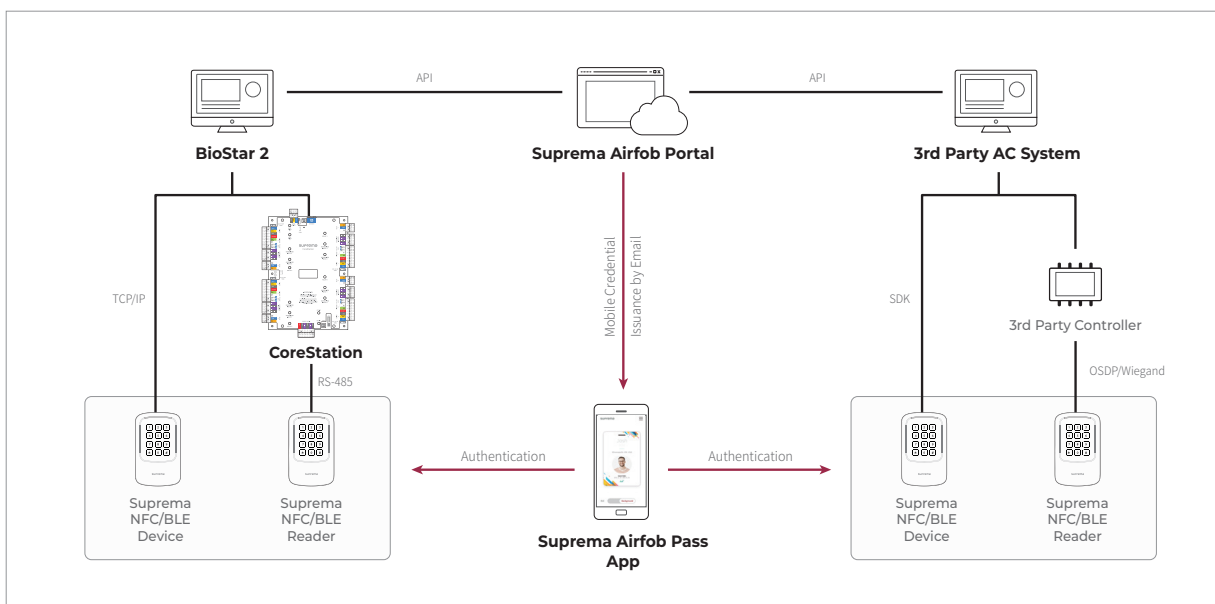 API
API
BioStar 2
Suprema Airfob Portal
3rd Party AC System
suprema
TCP/IP
Mobile Credential
Issuance by Email
SDK
3rd Party Controller
CoreStation
RS-485
OSDP/Wiegand
Authentication
Authentication
Suprema
NFC/BLE
Device
Suprema
NFC/BLE
Reader
Suprema Airfob Pass
App
Suprema
NFC/BLE
Device
Suprema
NFC/BLE
Reader